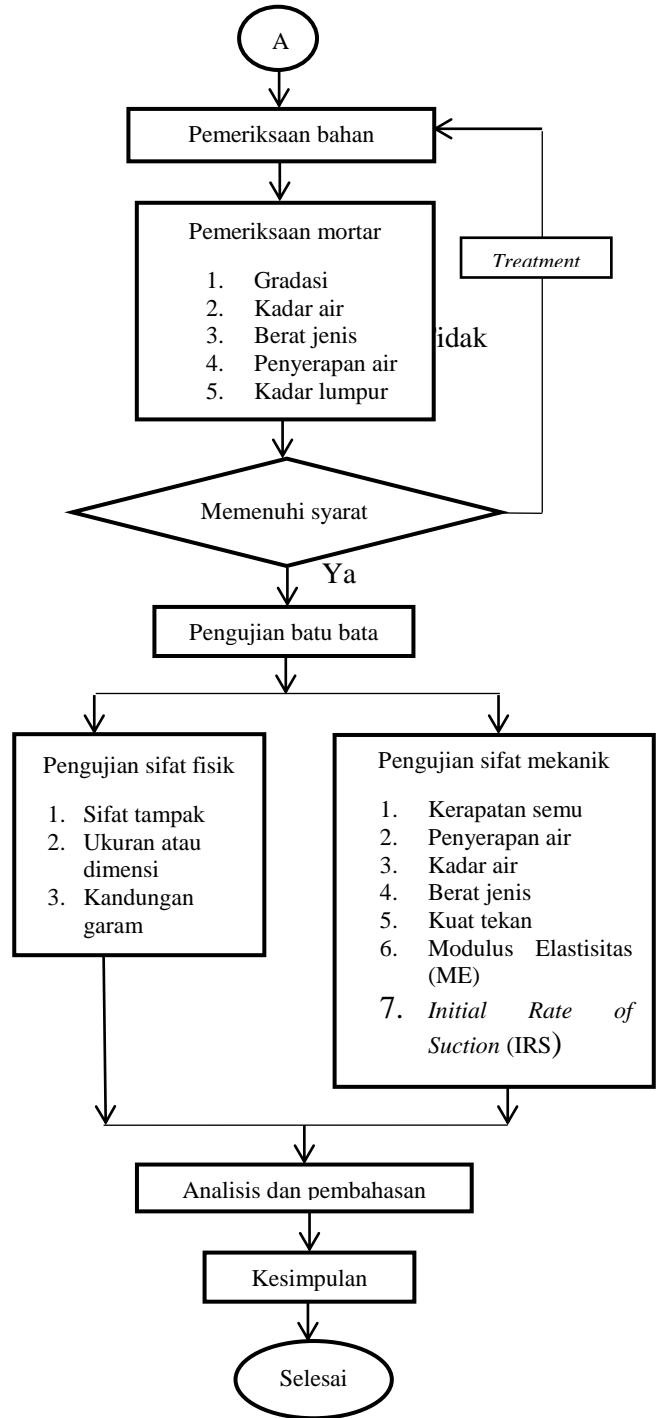 A
Pemeriksaan bahan
Pemeriksaan mortar
1. Gradasi
2. Kadar air
3. Berat jenis
4. Penyerapan air
5. Kadar lumpur
Treatment
idak
Memenuhi syarat
Ya
Pengujian batu bata
Pengujian sifat fisik
1. Sifat tampak
2. Ukuran atau
dimensi
3. Kandungan
garam
Pengujian sifat mekanik
1. Kerapatan semu
2. Penyerapan air
3. Kadar air
4. Berat jenis
5. Kuat tekan
6. Modulus Elastisitas
(ME)
7. Initial Rate of
Suction (IRS)
Analisis dan pembahasan
Kesimpulan
Selesai